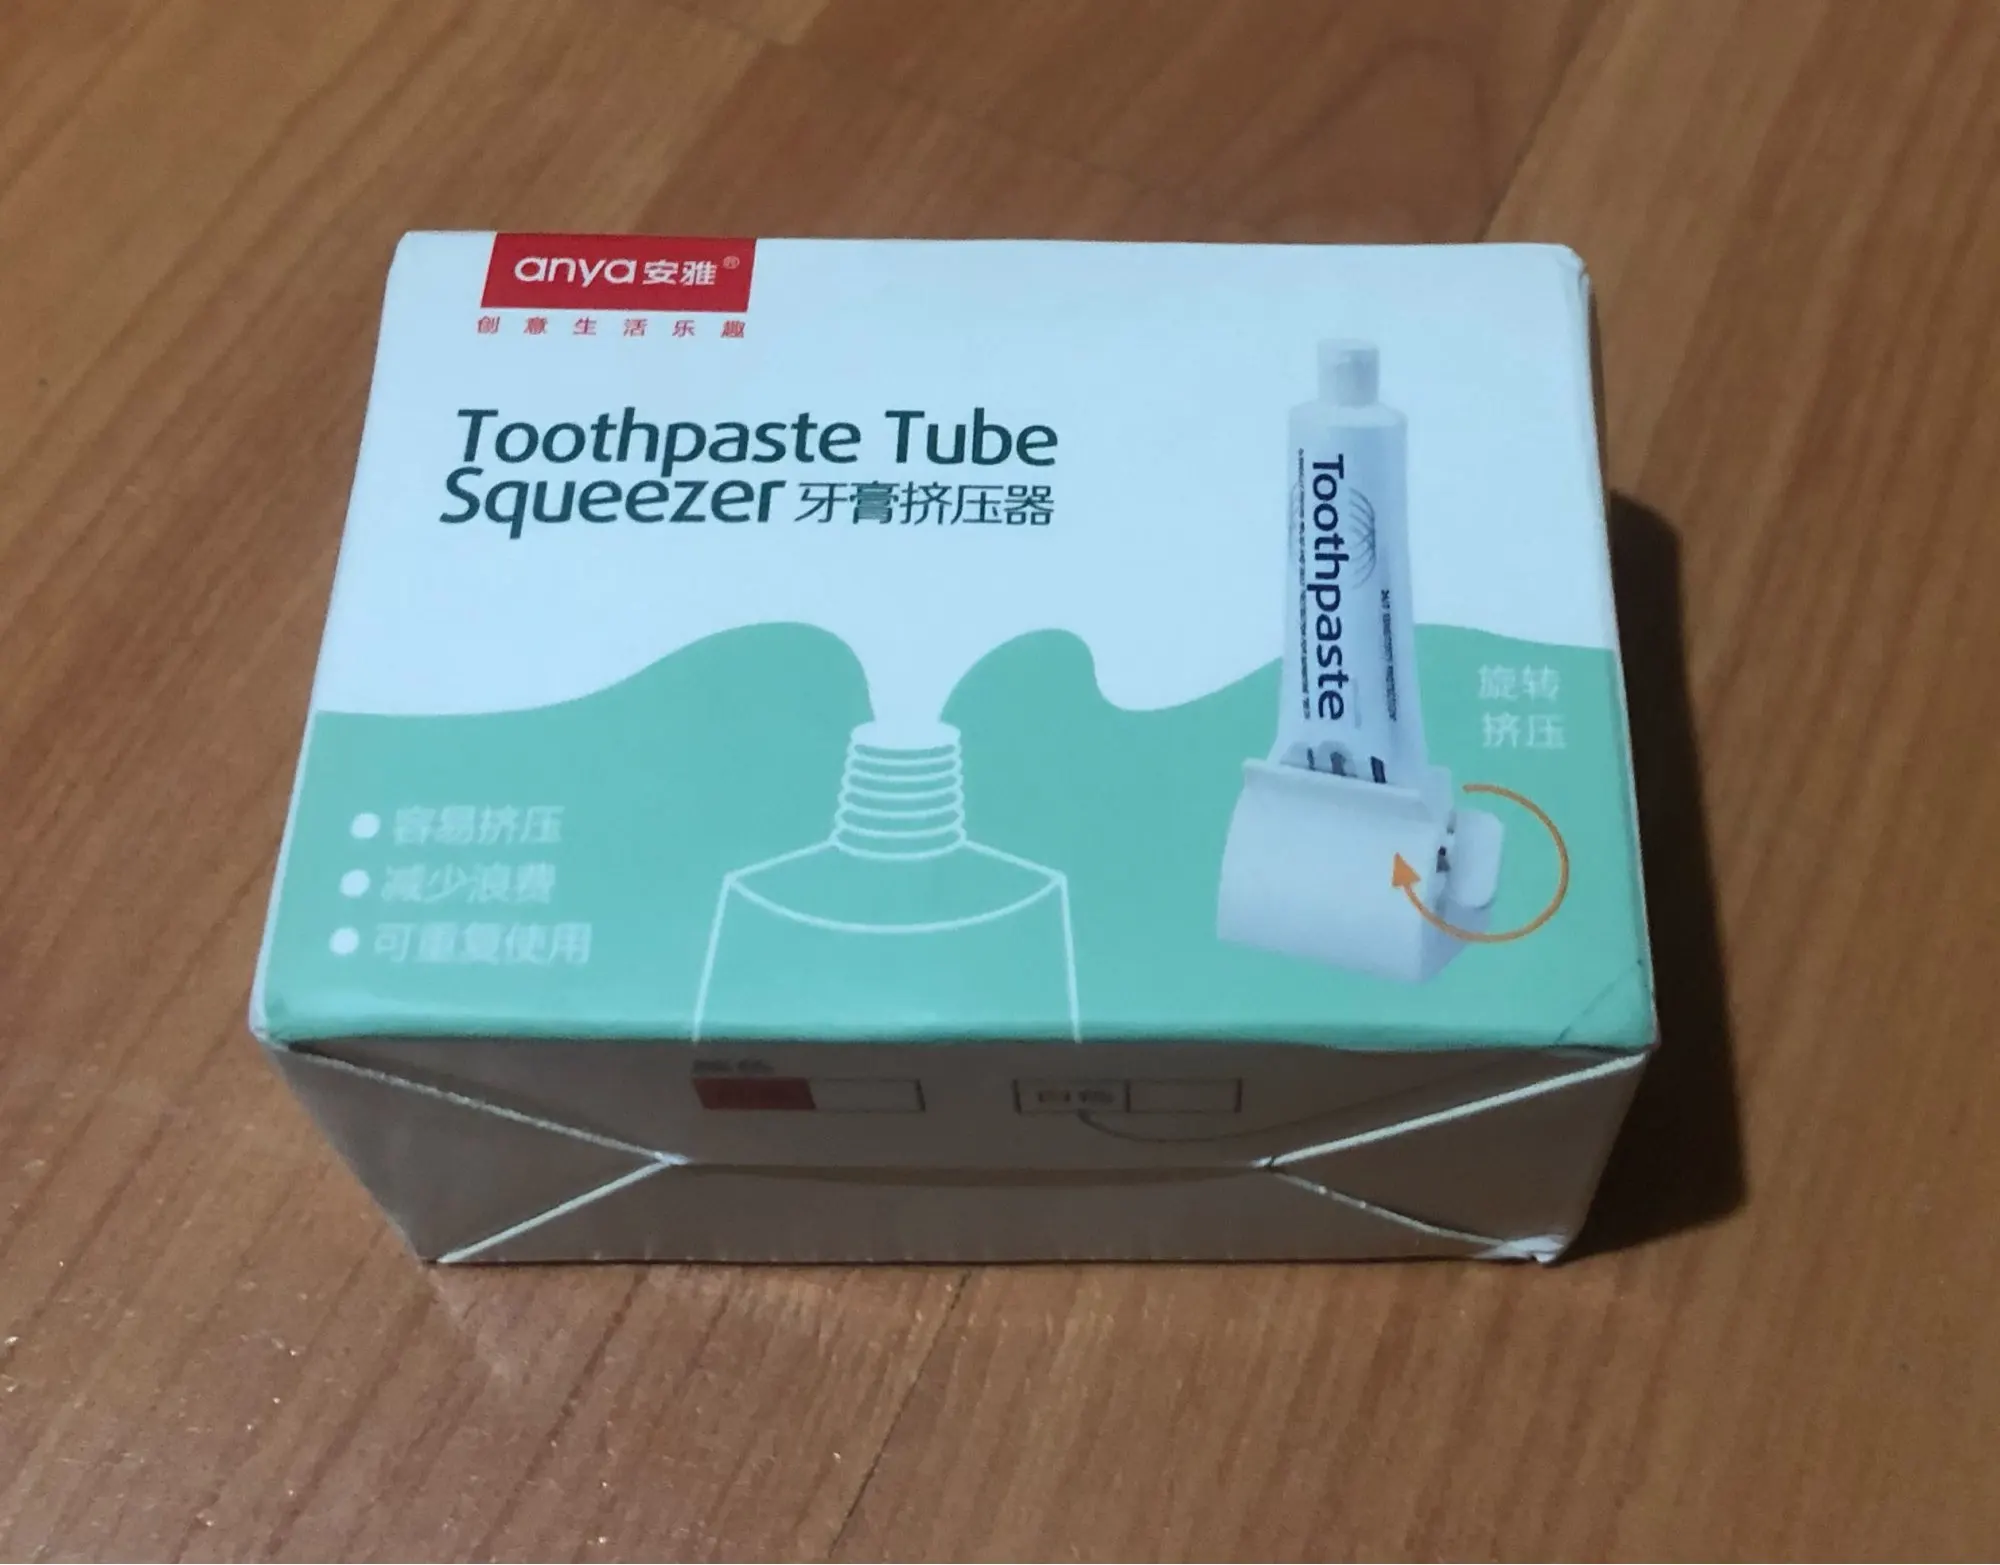 anya安雅®
创意生活乐趣
Toothpaste Tube
Squeezer 牙膏挤压器
Toothpaste
旋转
挤压
容易挤压
减少浪费
可重复使用
白色